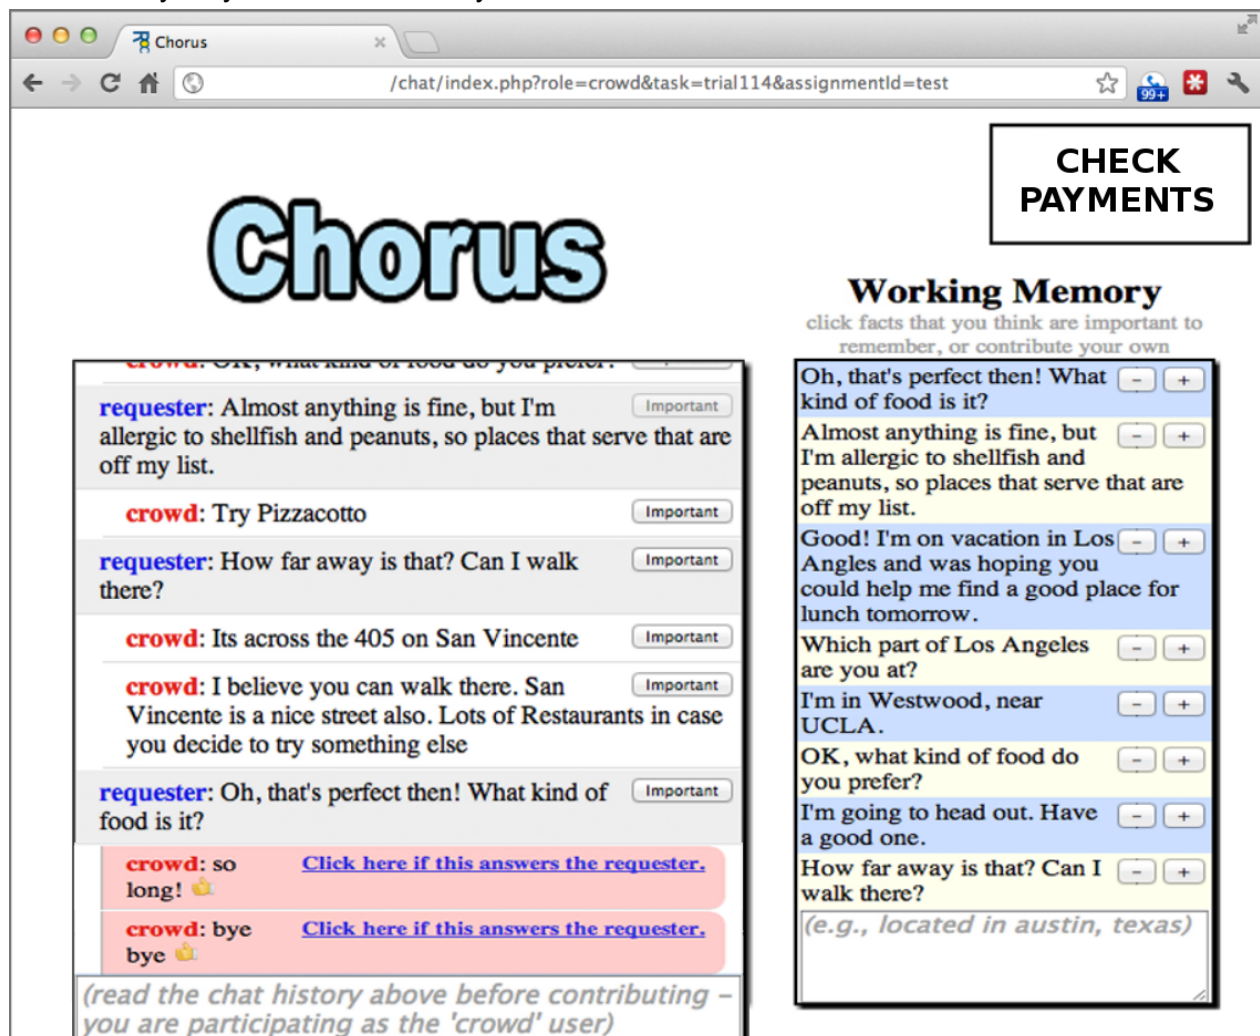 Chorus
/chat/index.php?role=crowd&task=trial114&assignmentId=test
99+
CHECK
PAYMENTS
Chorus
crowd: OK, what kind of food do you prefer?
requester: Almost anything is fine, but I'm
Important
allergic to shellfish and peanuts, so places that serve that are
off my list.
crowd: Try Pizzacotto
Important
requester: How far away is that? Can I walk
Important
there?
crowd: Its across the 405 on San Vincente
Important
crowd: I believe you can walk there. San
Important
Vincente is a nice street also. Lots of Restaurants in case
you decide to try something else
requester: Oh, that's perfect then! What kind of
Important
food is it?
crowd: so
long!
Click here if this answers the requester.
crowd: bye
bye
Click here if this answers the requester.
(read the chat history above before contributing –
you are participating as the 'crowd' user)
Working Memory
click facts that you think are important to
remember, or contribute your own
Oh, that's perfect then! What - +
kind of food is it?
Almost anything is fine, but - +
I'm allergic to shellfish and
peanuts, so places that serve that are
off my list.
Good! I'm on vacation in Los - +
Angles and was hoping you
could help me find a good place for
lunch tomorrow.
Which part of Los Angeles - +
are you at?
I'm in Westwood, near - +
UCLA.
OK, what kind of food do - +
you prefer?
I'm going to head out. Have - +
a good one.
How far away is that? Can I - +
walk there?
(e.g., located in austin, texas)